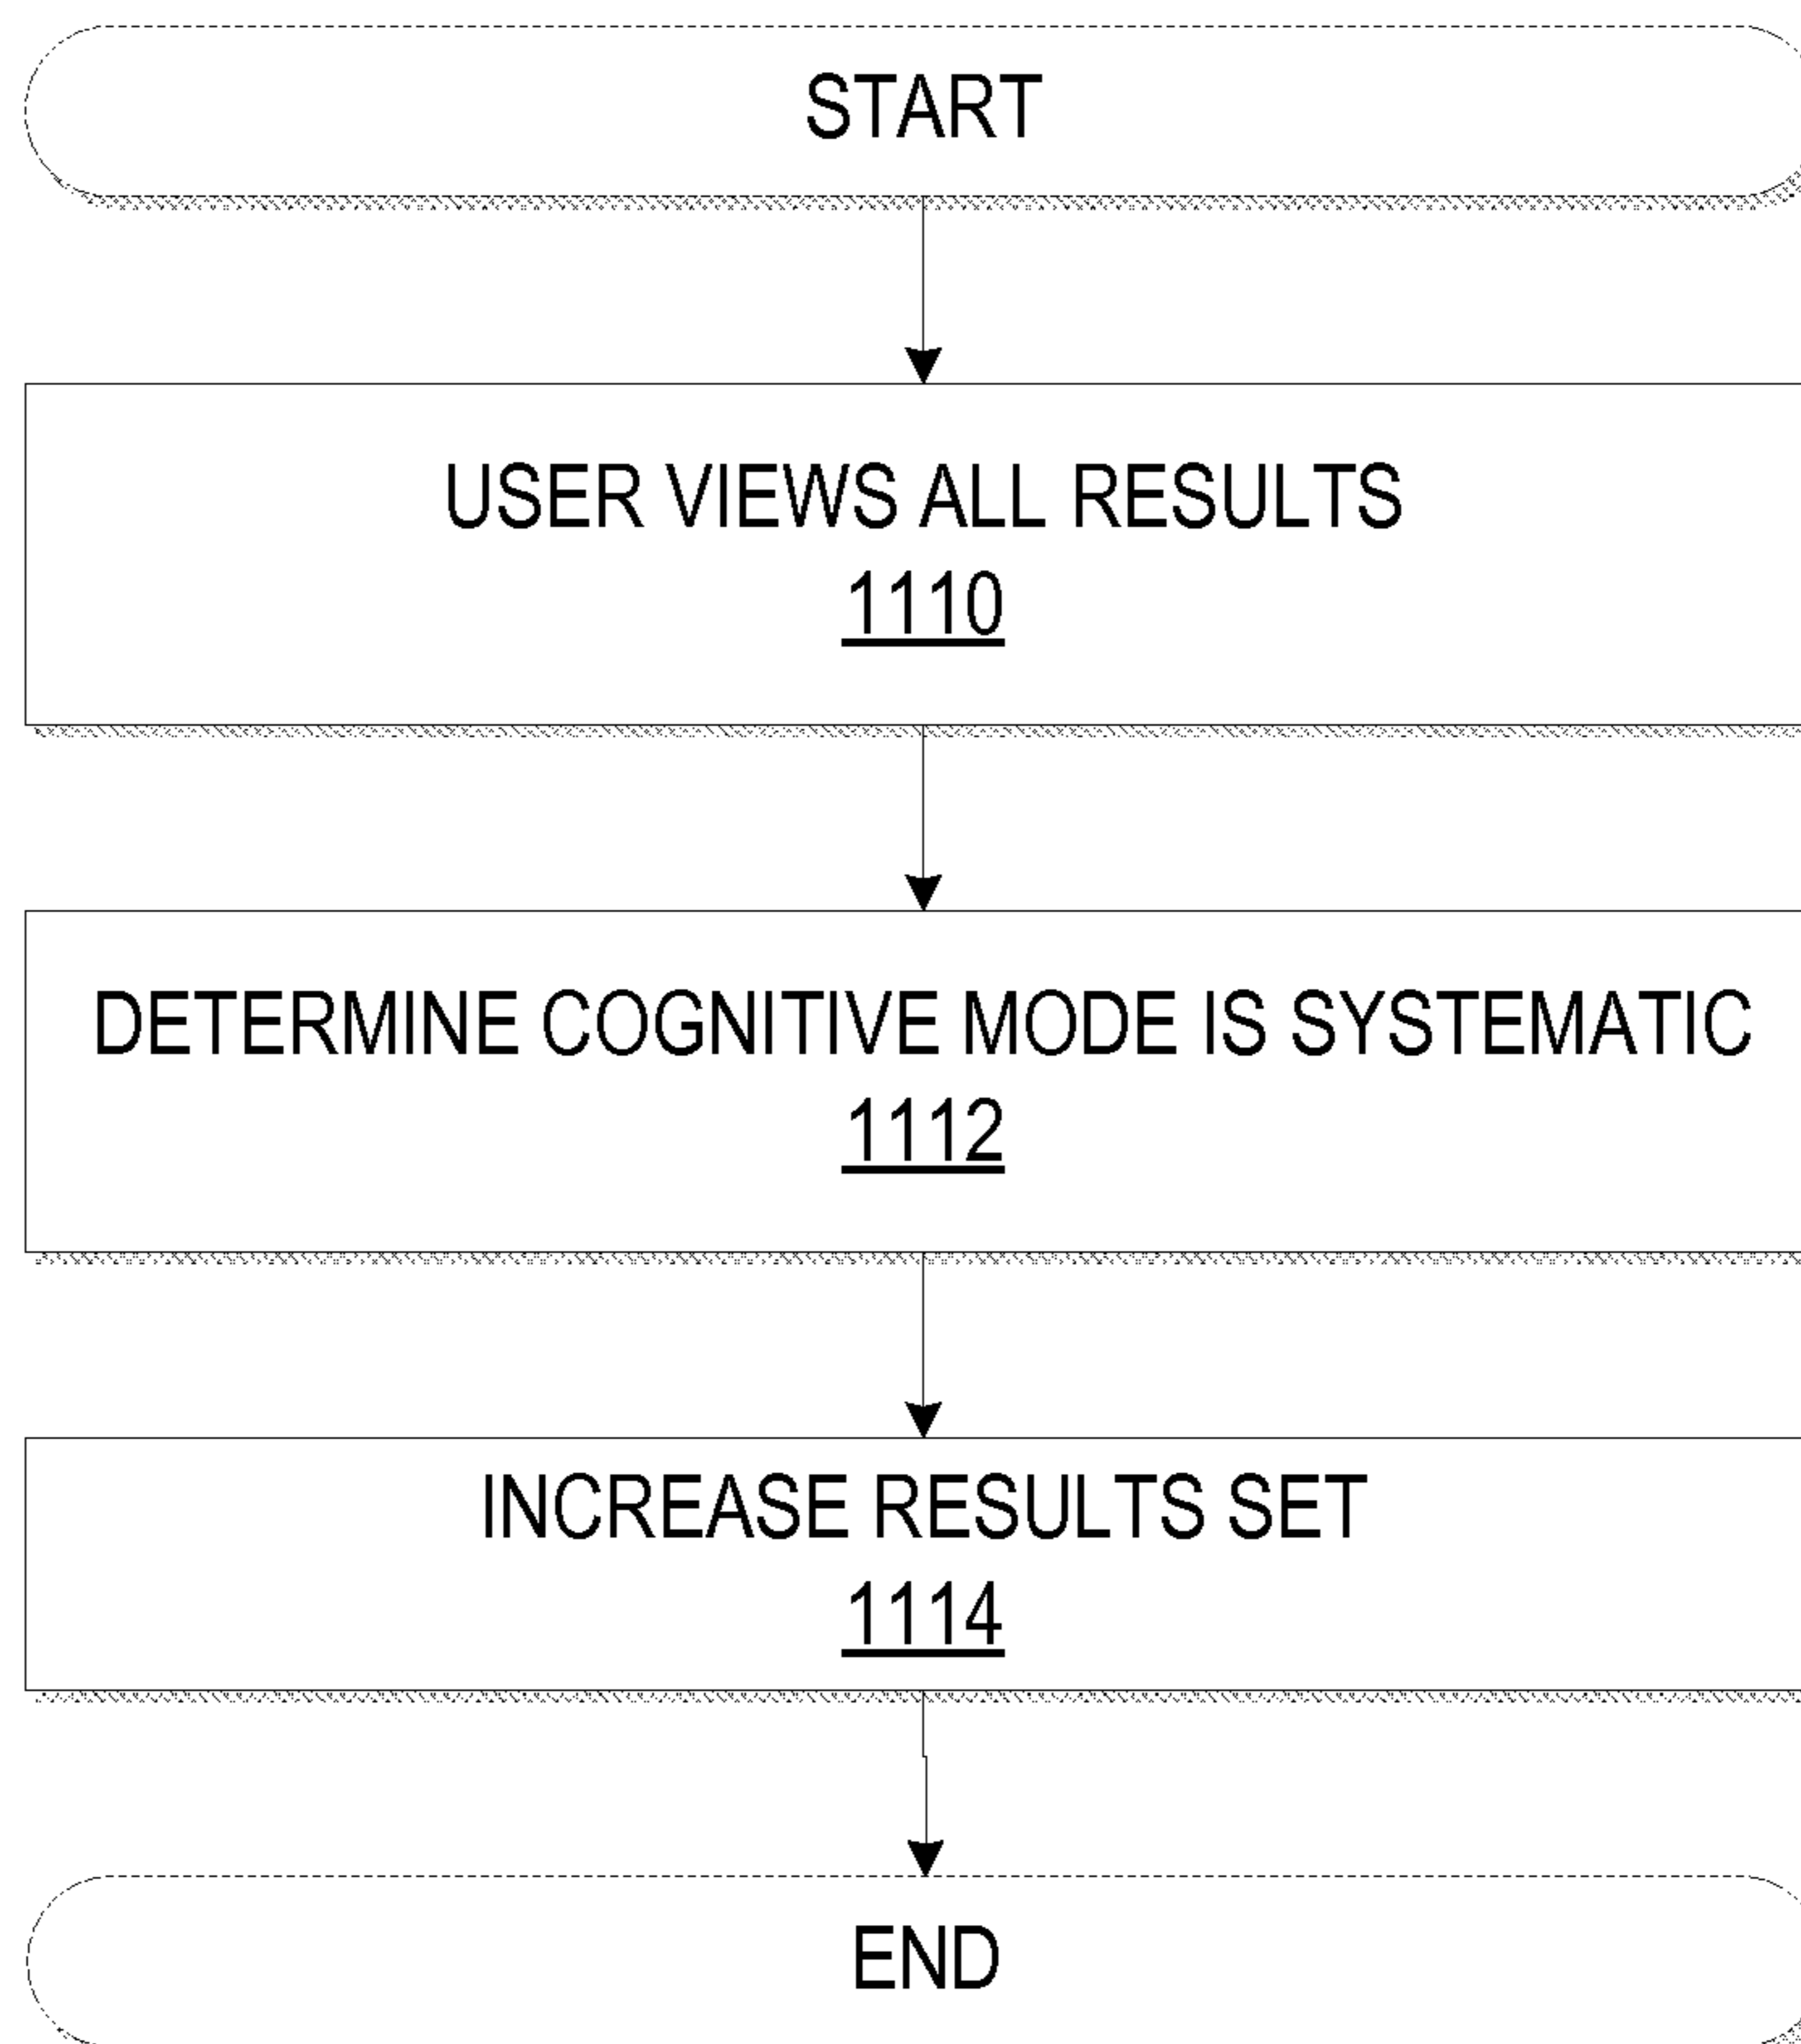 START
USER VIEWS ALL RESULTS
1110
DETERMINE COGNITIVE MODE IS SYSTEMATIC
1112
INCREASE RESULTS SET
1114
END